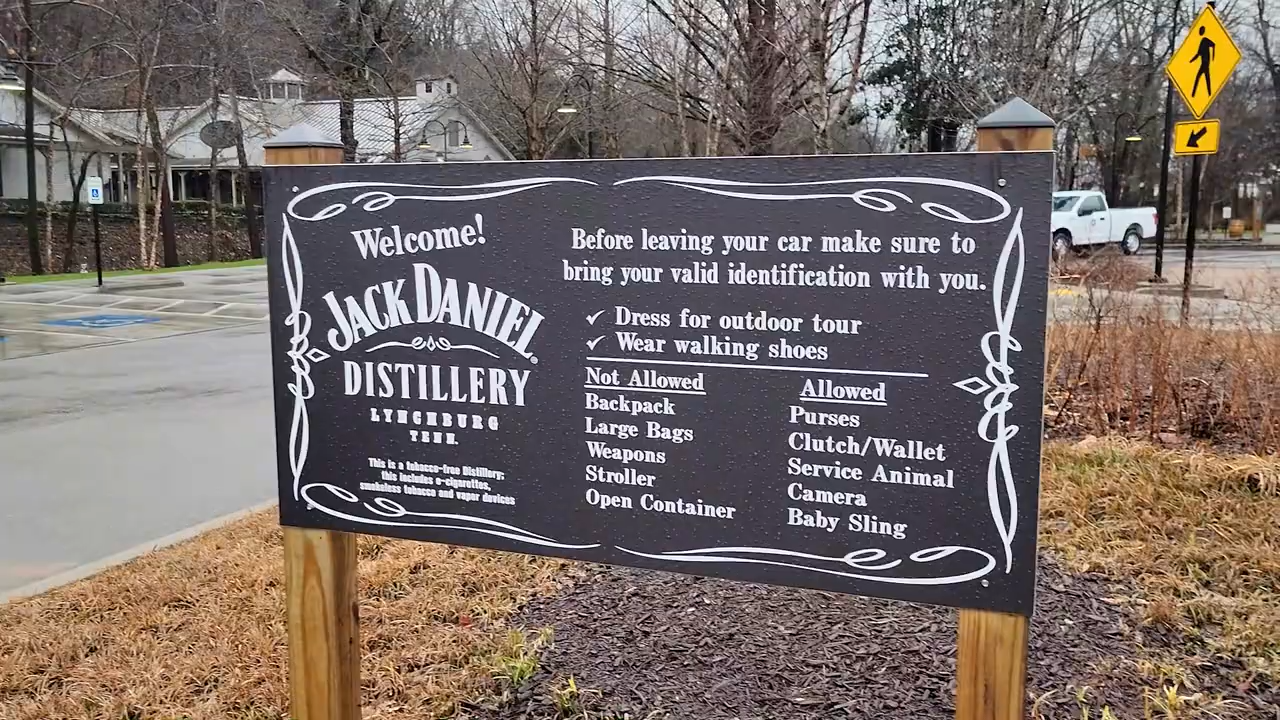 Welcome!
JACK DANIEL
DISTILLERY
LYNCHBURG
TENN.
This is a tobacco-free Distillery;
this includes e-cigarettes,
smokeless tobacco and vapor devices
Before leaving your car make sure to
bring your valid identification with you.
✓ Dress for outdoor tour
✓ Wear walking shoes
Not Allowed
Backpack
Large Bags
Weapons
Stroller
Open Container
Allowed
Purses
Clutch/Wallet
Service Animal
Camera
Baby Sling